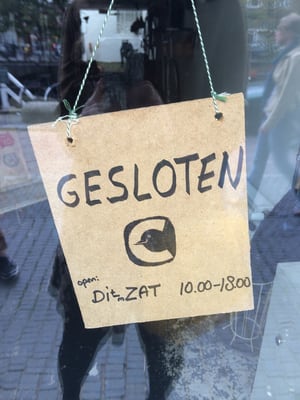 GESLOTEN
open:
Di t/m ZAT 10.00-18.00